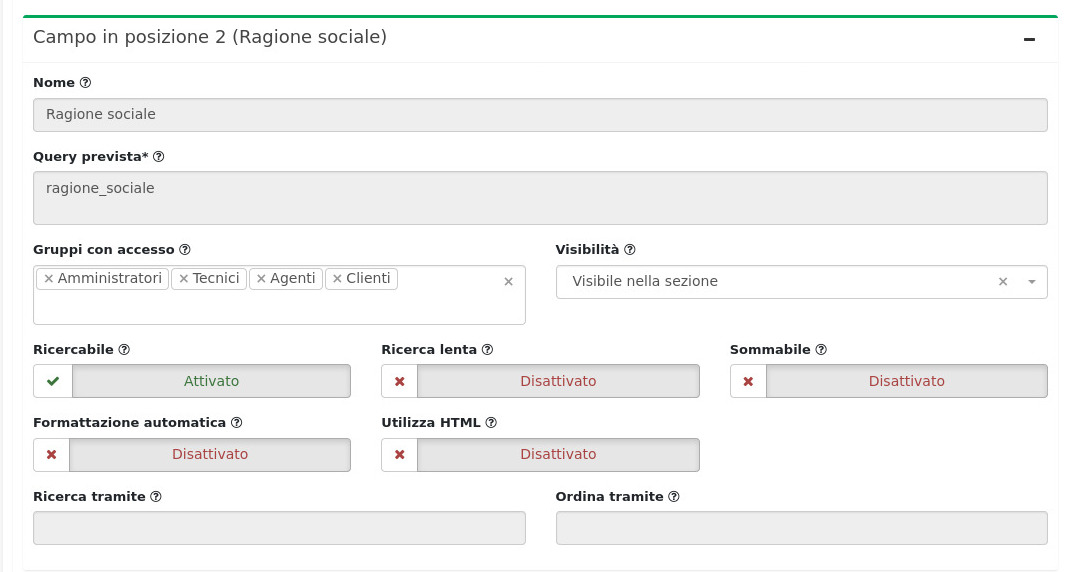 Campo in posizione 2 (Ragione sociale)
Nome
Ragione sociale
Query prevista*
ragione_sociale
Gruppi con accesso
Visibilità
× Amministratori × Tecnici × Agenti × Clienti ×
Visibile nella sezione ×
Ricercabile
Ricerca lenta
Sommabile
Attivato
Disattivato
Disattivato
Formattazione automatica
Utilizza HTML
Disattivato
Disattivato
Ricerca tramite
Ordina tramite